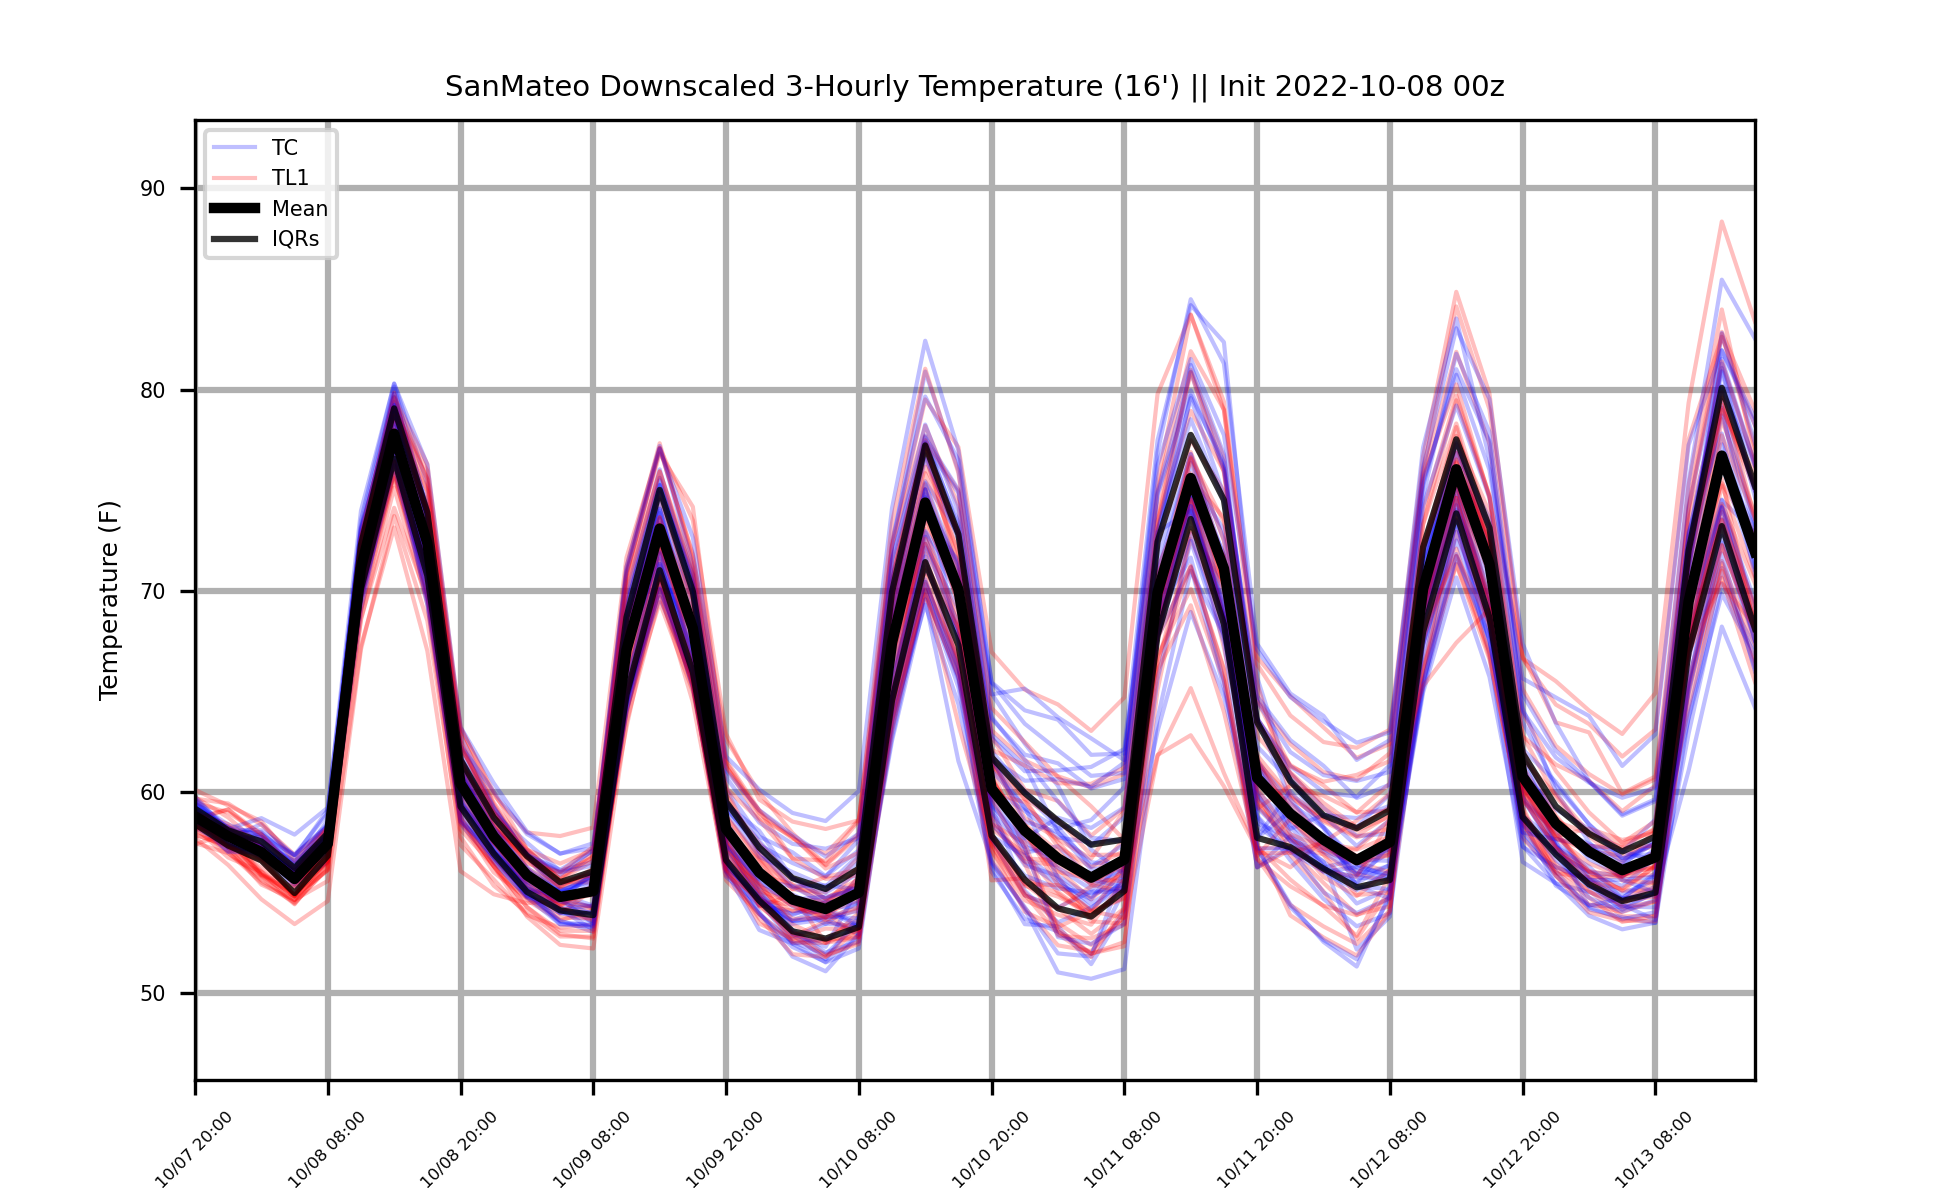 SanMateo Downscaled 3-Hourly Temperature (16') || Init 2022-10-08 00z
TC
TL1
Mean
IQRs
Temperature (F)
90
80
70
60
50
10/07 20:00
10/08 08:00
10/08 20:00
10/09 08:00
10/09 20:00
10/10 08:00
10/10 20:00
10/11 08:00
10/11 20:00
10/12 08:00
10/12 20:00
10/13 08:00